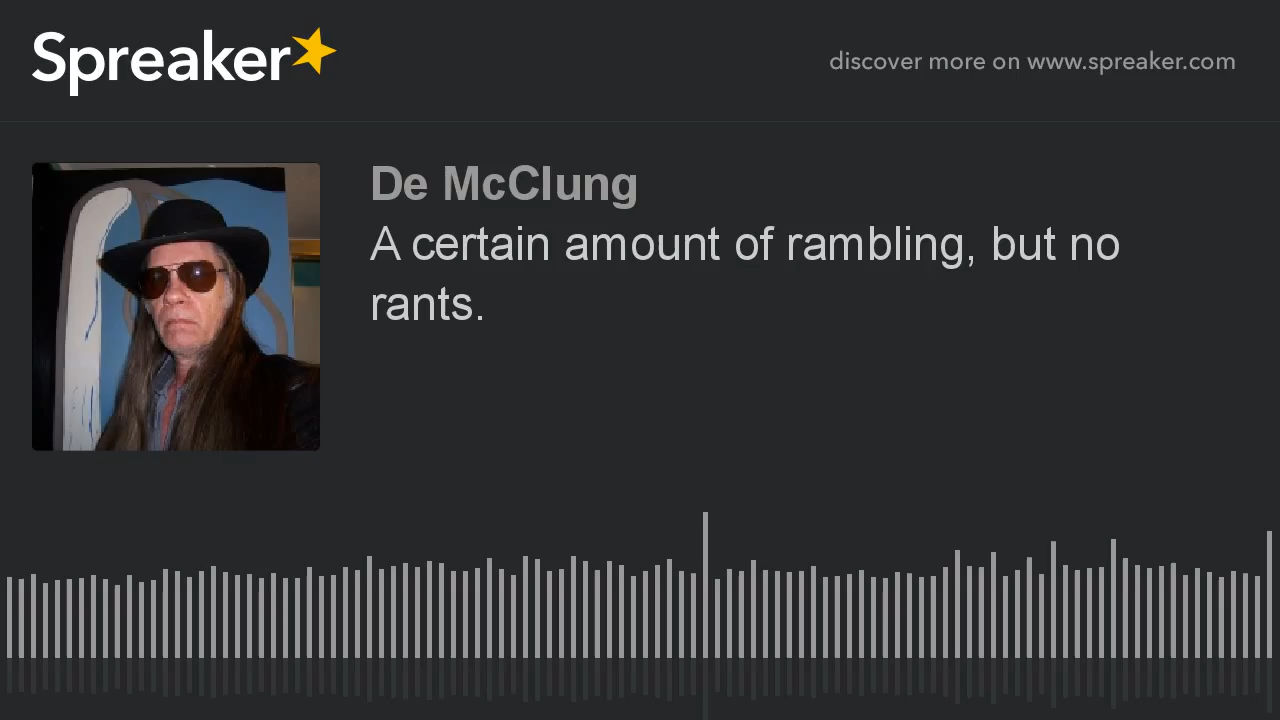 Spreaker
discover more on www.spreaker.com
De McClung
A certain amount of rambling, but no
rants.